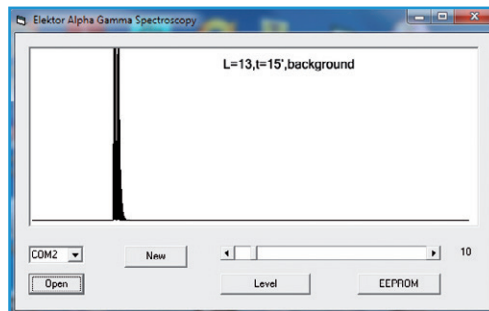 Elektor Alpha Gamma Spectroscopy
L=13,t=15',background
COM2
New
10
Open
Level
EEPROM